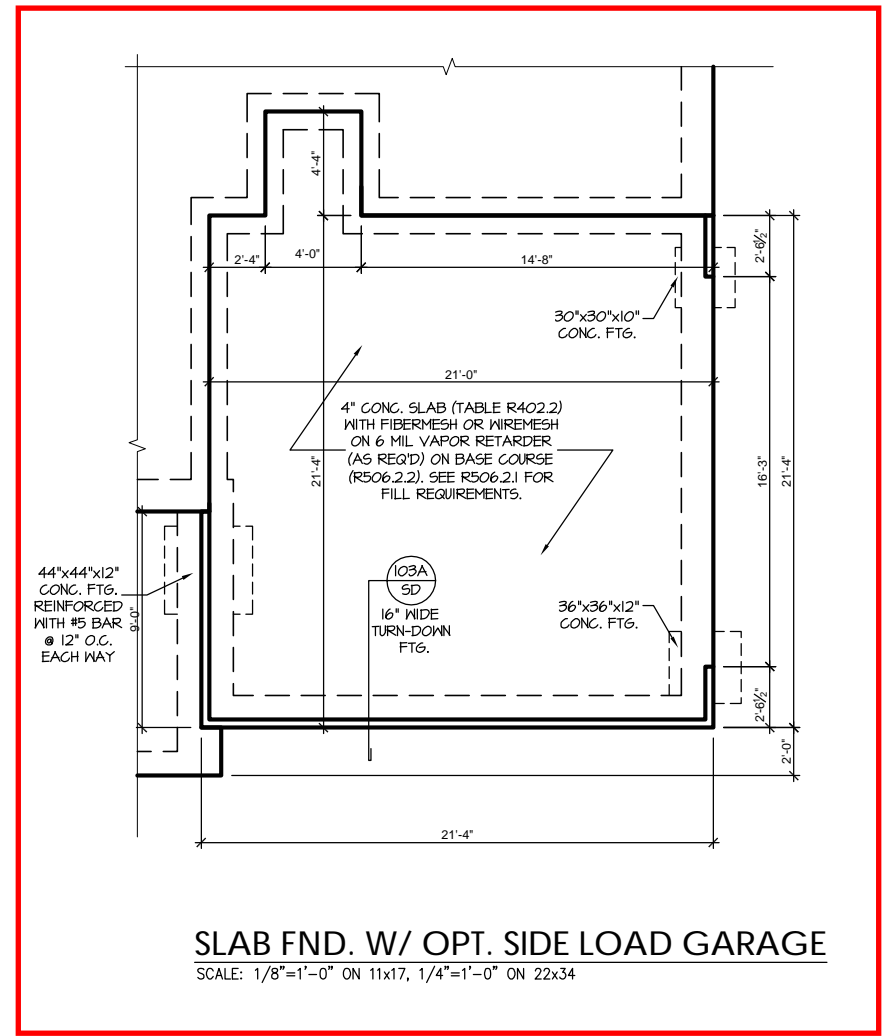 4'-4"
2'-4"
4'-0"
14'-8"
2'-6½"
30"x30"x10"
CONC. FTG.
21'-0"
4" CONC. SLAB (TABLE R402.2)
WITH FIBERMESH OR WIREMESH
ON 6 MIL VAPOR RETARDER
(AS REQ'D) ON BASE COURSE
(R506.2.2). SEE R506.2.1 FOR
FILL REQUIREMENTS.
21'-4"
16'-3"
21'-4"
44"x44"x12"
CONC. FTG.
REINFORCED
WITH #5 BAR
@ 12" O.C.
EACH WAY
9'-0"
103A
SD
16" WIDE
TURN-DOWN
FTG.
36"x36"x12"
CONC. FTG.
2'-6½"
2'-0"
21'-4"
SLAB FND. W/ OPT. SIDE LOAD GARAGE
SCALE: 1/8"=1'-0" ON 11x17, 1/4"=1'-0" ON 22x34